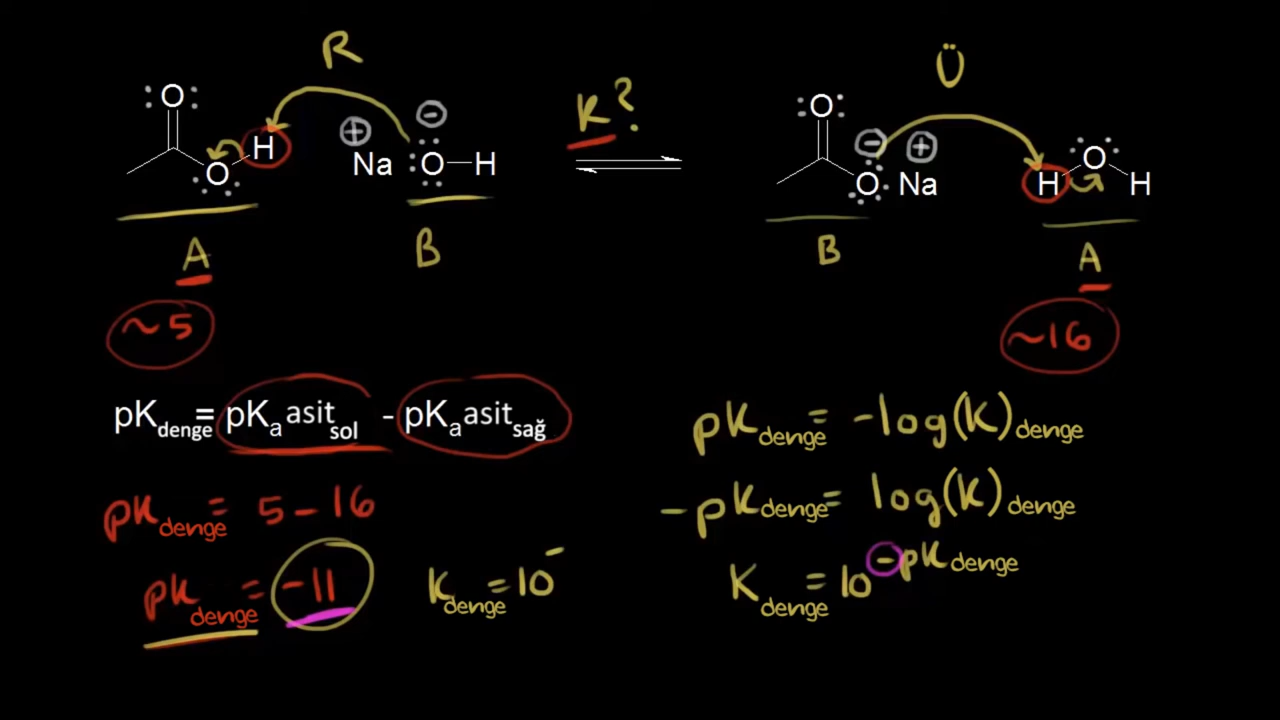 R
Ü
K?
O H O Na O H
O O Na H O H
A B B A
~5 ~16
pKdenge = pKa asitsol - pKa asitsağ
pKdenge = 5 - 16
pKdenge = -11
Kdenge = 10-
pKdenge = -log(K)denge
-pKdenge = log(K)denge
Kdenge = 10-pKdenge